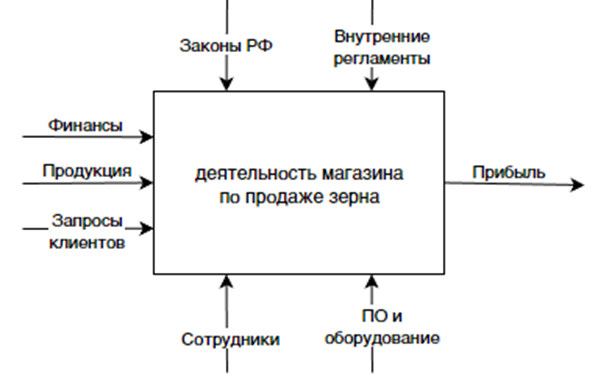 Законы РФ
Внутренние
регламенты
Финансы
Продукция
Запросы
клиентов
деятельность магазина
по продаже зерна
Прибыль
Сотрудники
ПО и
оборудование